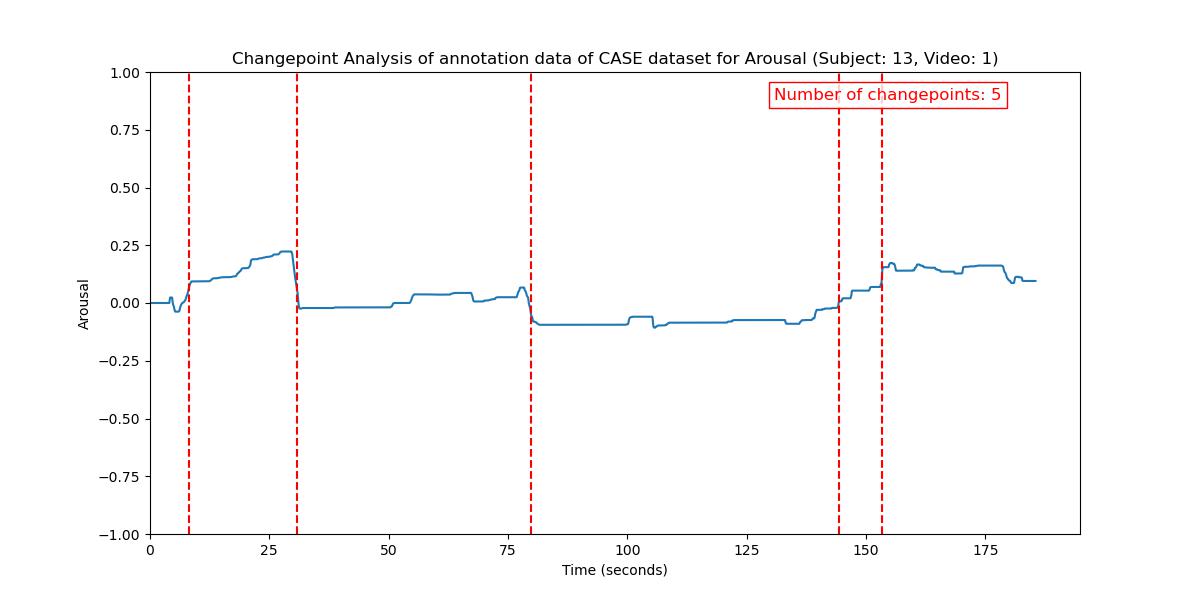 Changepoint Analysis of annotation data of CASE dataset for Arousal (Subject: 13, Video: 1)
Number of changepoints: 5
1.00
0.75
0.50
0.25
0.00
−0.25
−0.50
−0.75
−1.00
Arousal
0 25 50 75 100 125 150 175
Time (seconds)